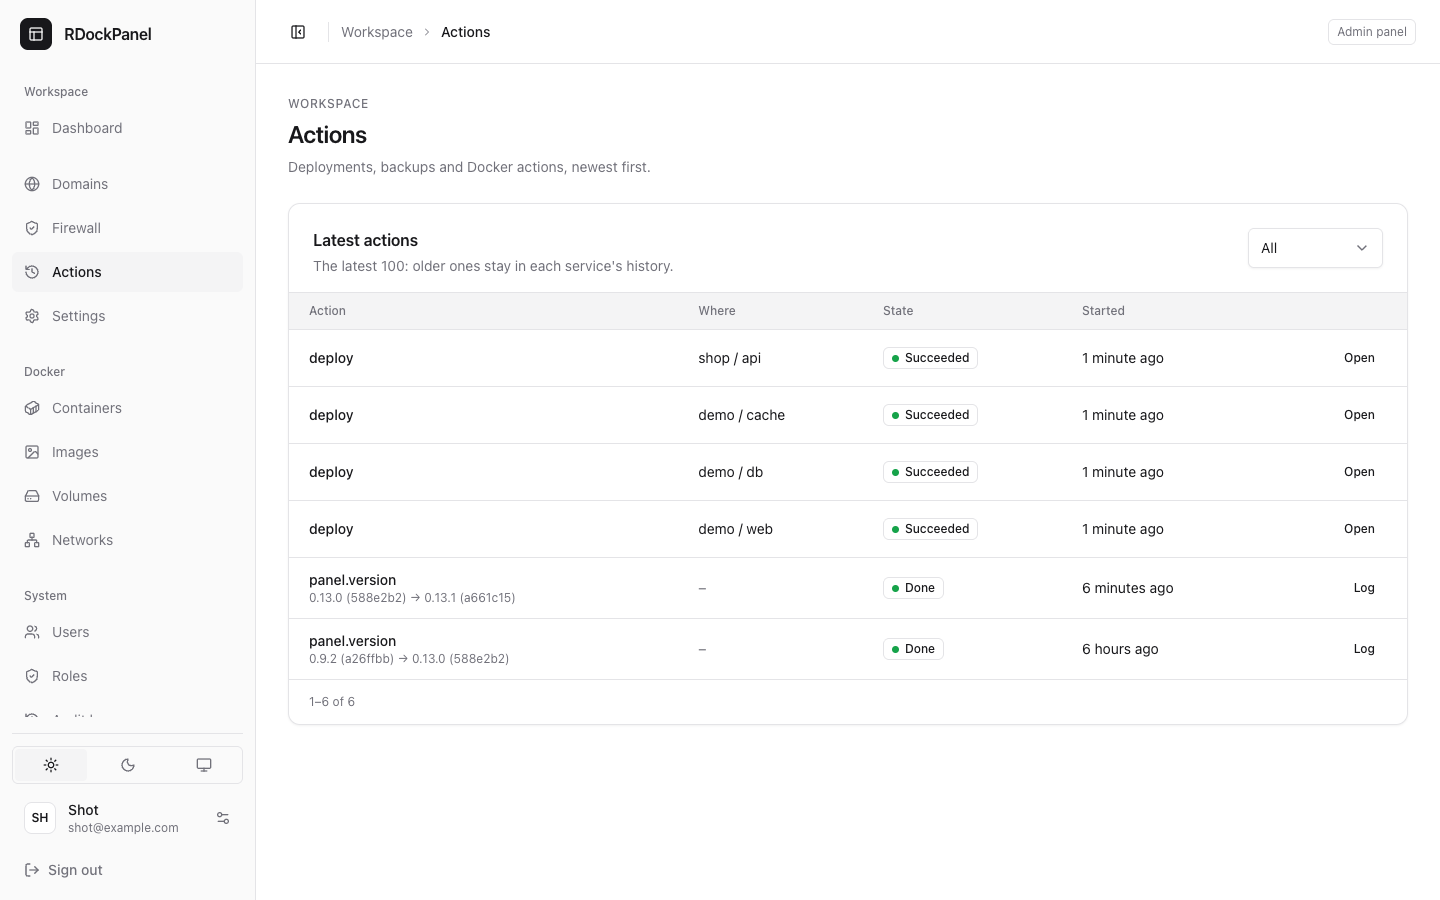 RDockPanel
Workspace
Dashboard
Domains
Firewall
Actions
Settings
Docker
Containers
Images
Volumes
Networks
System
Users
Roles
SH
Shot
shot@example.com
Sign out
Workspace > Actions
Admin panel
WORKSPACE
Actions
Deployments, backups and Docker actions, newest first.
Latest actions
The latest 100: older ones stay in each service's history.
All
Action Where State Started
deploy shop / api Succeeded 1 minute ago Open
deploy demo / cache Succeeded 1 minute ago Open
deploy demo / db Succeeded 1 minute ago Open
deploy demo / web Succeeded 1 minute ago Open
panel.version – Done 6 minutes ago Log
0.13.0 (588e2b2) → 0.13.1 (a661c15)
panel.version – Done 6 hours ago Log
0.9.2 (a26ffbb) → 0.13.0 (588e2b2)
1–6 of 6